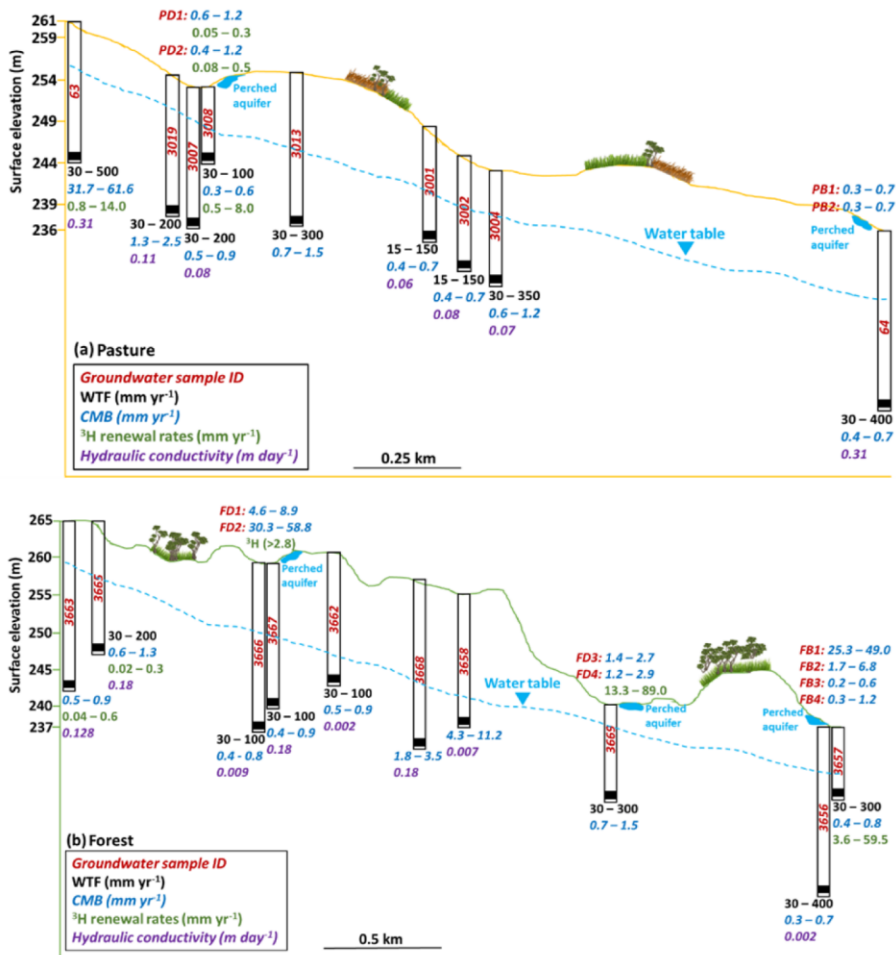 261
259
254
249
244
239
236
Surface elevation (m)
PD1: 0.6 – 1.2
0.05 – 0.3
PD2: 0.4 – 1.2
0.08 – 0.5
Perched
aquifer
63
30 – 500
31.7 – 61.6
0.8 – 14.0
0.31
3019
30 – 200
1.3 – 2.5
0.11
3007
30 – 200
0.5 – 0.9
0.08
3008
30 – 100
0.3 – 0.6
0.5 – 8.0
3013
30 – 300
0.7 – 1.5
3001
15 – 150
0.4 – 0.7
0.06
3002
15 – 150
0.4 – 0.7
0.08
3004
30 – 350
0.6 – 1.2
0.07
Water table
PB1: 0.3 – 0.7
PB2: 0.3 – 0.7
Perched
aquifer
64
30 – 400
0.4 – 0.7
0.31
(a) Pasture
Groundwater sample ID
WTF (mm yr⁻¹)
CMB (mm yr⁻¹)
³H renewal rates (mm yr⁻¹)
Hydraulic conductivity (m day⁻¹)
0.25 km
265
260
255
250
245
240
237
Surface elevation (m)
FD1: 4.6 – 8.9
FD2: 30.3 – 58.8
³H (>2.8)
Perched
aquifer
3663
0.5 – 0.9
0.04 – 0.6
0.128
3665
30 – 200
0.6 – 1.3
0.02 – 0.3
0.18
3666
30 – 100
0.4 - 0.8
0.009
3667
30 – 100
0.4 – 0.9
0.18
3662
30 – 100
0.5 – 0.9
0.002
3668
1.8 – 3.5
0.18
3658
4.3 – 11.2
0.007
Water table
FD3: 1.4 – 2.7
FD4: 1.2 – 2.9
13.3 – 89.0
Perched
aquifer
3665
30 – 300
0.7 – 1.5
FB1: 25.3 – 49.0
FB2: 1.7 – 6.8
FB3: 0.2 – 0.6
FB4: 0.3 – 1.2
Perched
aquifer
3657
30 – 300
0.4 – 0.8
3.6 – 59.5
3656
30 – 400
0.3 – 0.7
0.002
(b) Forest
Groundwater sample ID
WTF (mm yr⁻¹)
CMB (mm yr⁻¹)
³H renewal rates (mm yr⁻¹)
Hydraulic conductivity (m day⁻¹)
0.5 km